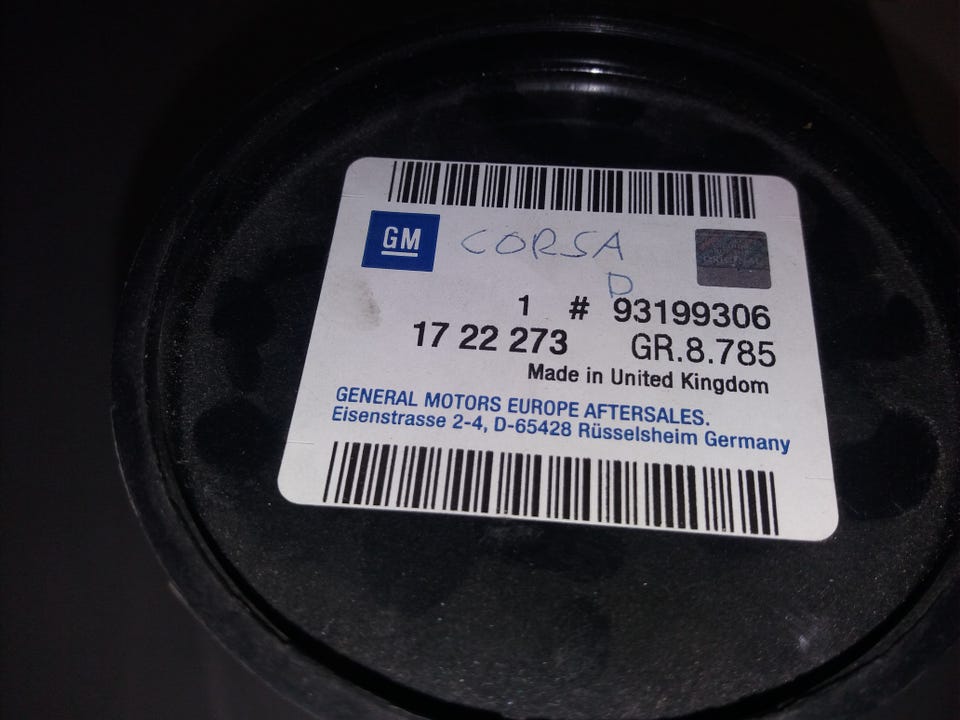 GM CORSA
D
1 # 93199306
17 22 273 GR.8.785
Made in United Kingdom
GENERAL MOTORS EUROPE AFTERSALES.
Eisenstrasse 2-4, D-65428 Rüsselsheim Germany